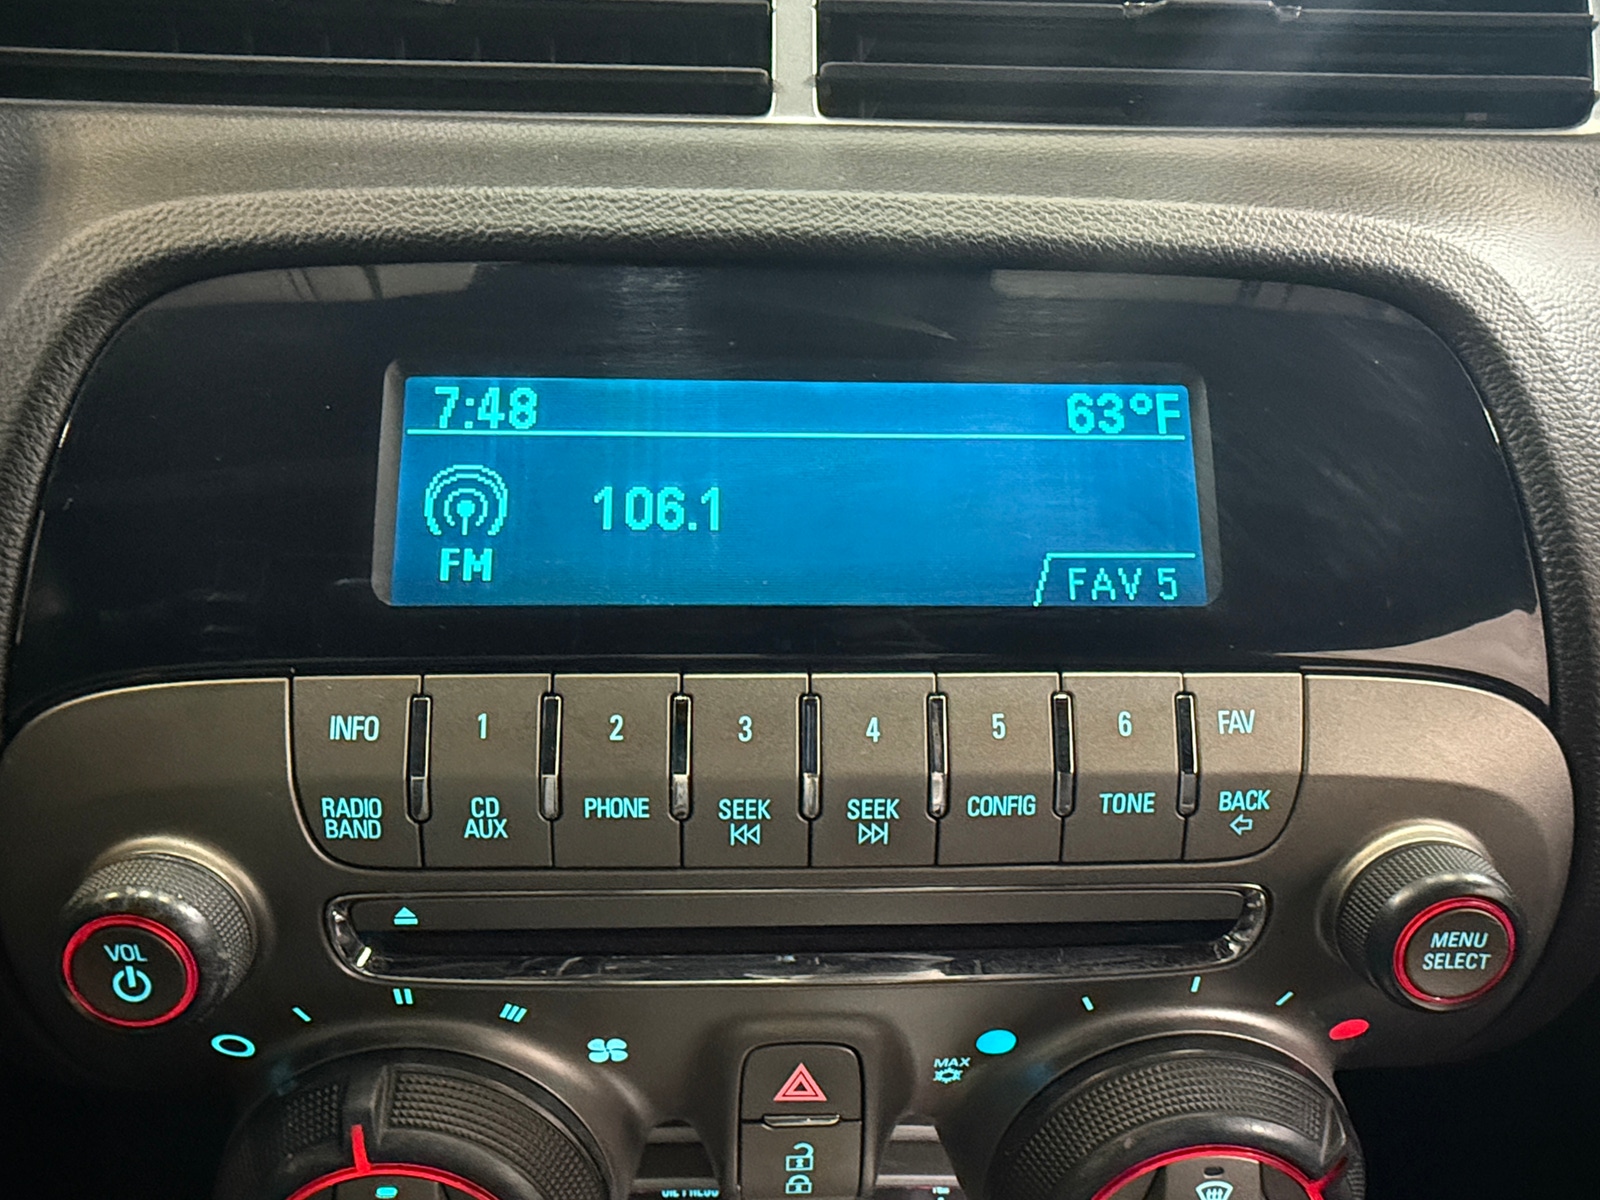 7:48 63°F
106.1
FM
FAV 5
INFO 1 2 3 4 5 6 FAV
RADIO BAND
CD AUX
PHONE
SEEK
SEEK
CONFIG
TONE
BACK
VOL
MENU
SELECT
MAX